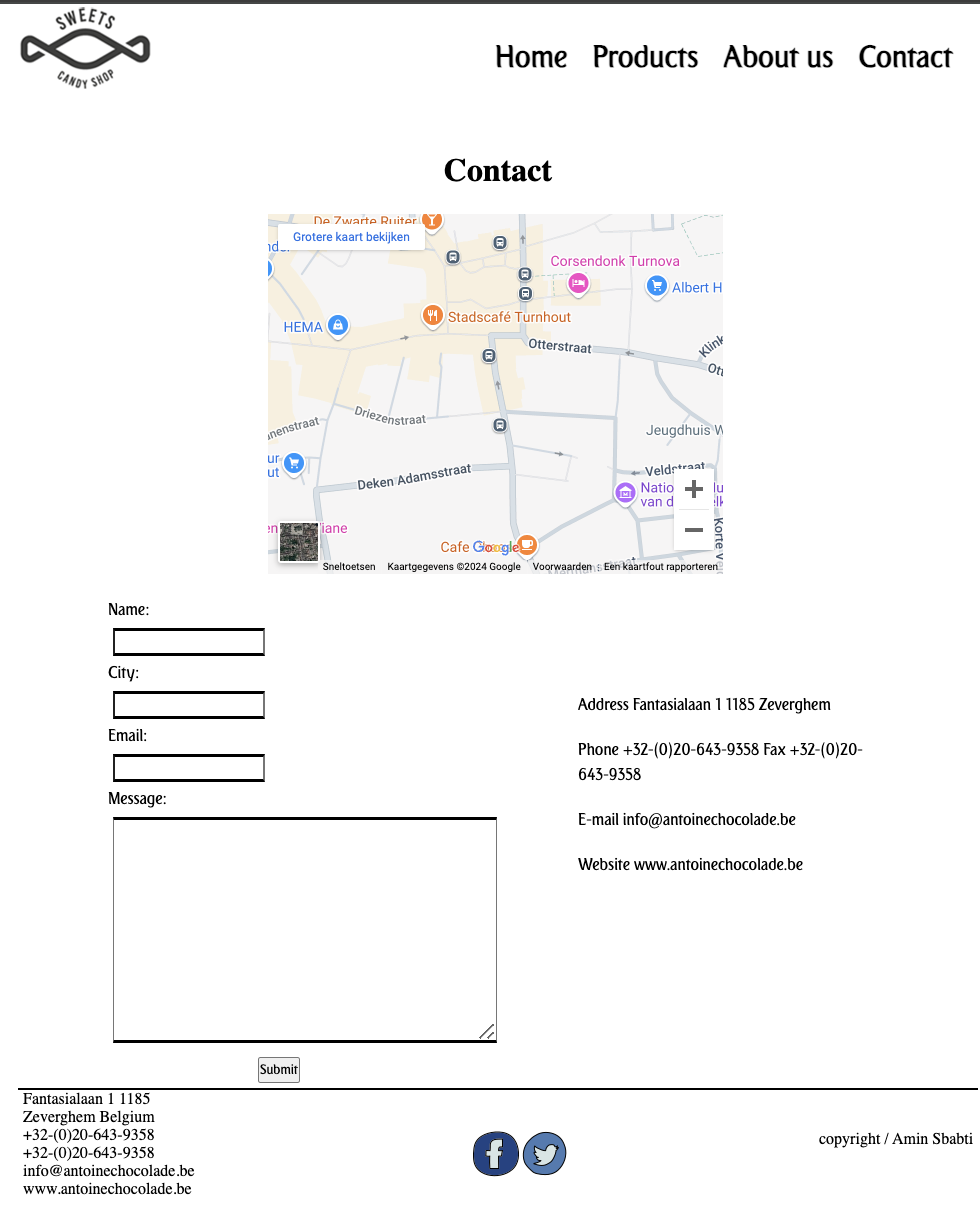 SWEETS
CANDY SHOP
Home Products About us Contact
Contact
De Zwarte Ruiter
Grotere kaart bekijken
Corsendonk Turnova
Albert H
Stadscafé Turnhout
HEMA
Otterstraat
Klink
Ott
Driezenstraat
nenstraat
Jeugdhuis W
ur
ut
Deken Adamsstraat
Veldstraat
Natio
van d
Korte
iane
Cafe
Google
Sneltoetsen Kaartgegevens ©2024 Google Voorwaarden Een kaartfout rapporteren
Name:
City:
Email:
Message:
Address Fantasialaan 1 1185 Zeverghem
Phone +32-(0)20-643-9358 Fax +32-(0)20-
643-9358
E-mail info@antoinechocolade.be
Website www.antoinechocolade.be
Submit
Fantasialaan 1 1185
Zeverghem Belgium
+32-(0)20-643-9358
+32-(0)20-643-9358
info@antoinechocolade.be
www.antoinechocolade.be
f
copyright / Amin Sbabti